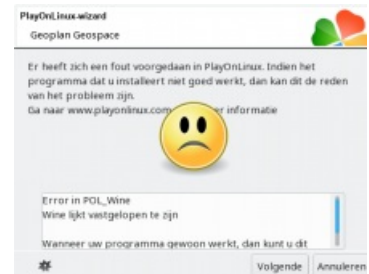 PlayOnLinux-wizard
Geoplan Geospace
Er heeft zich een fout voorgedaan in PlayOnLinux. Indien het
programma dat u installeert niet goed werkt, dan kan dit de reden
van het probleem zijn.
Ga naar www.playonlinux.com er informatie
Error in POL_Wine
Wine lijkt vastgelopen te zijn
Wanneer uw programma gewoon werkt, dan kunt u dit
Volgende Annuleren